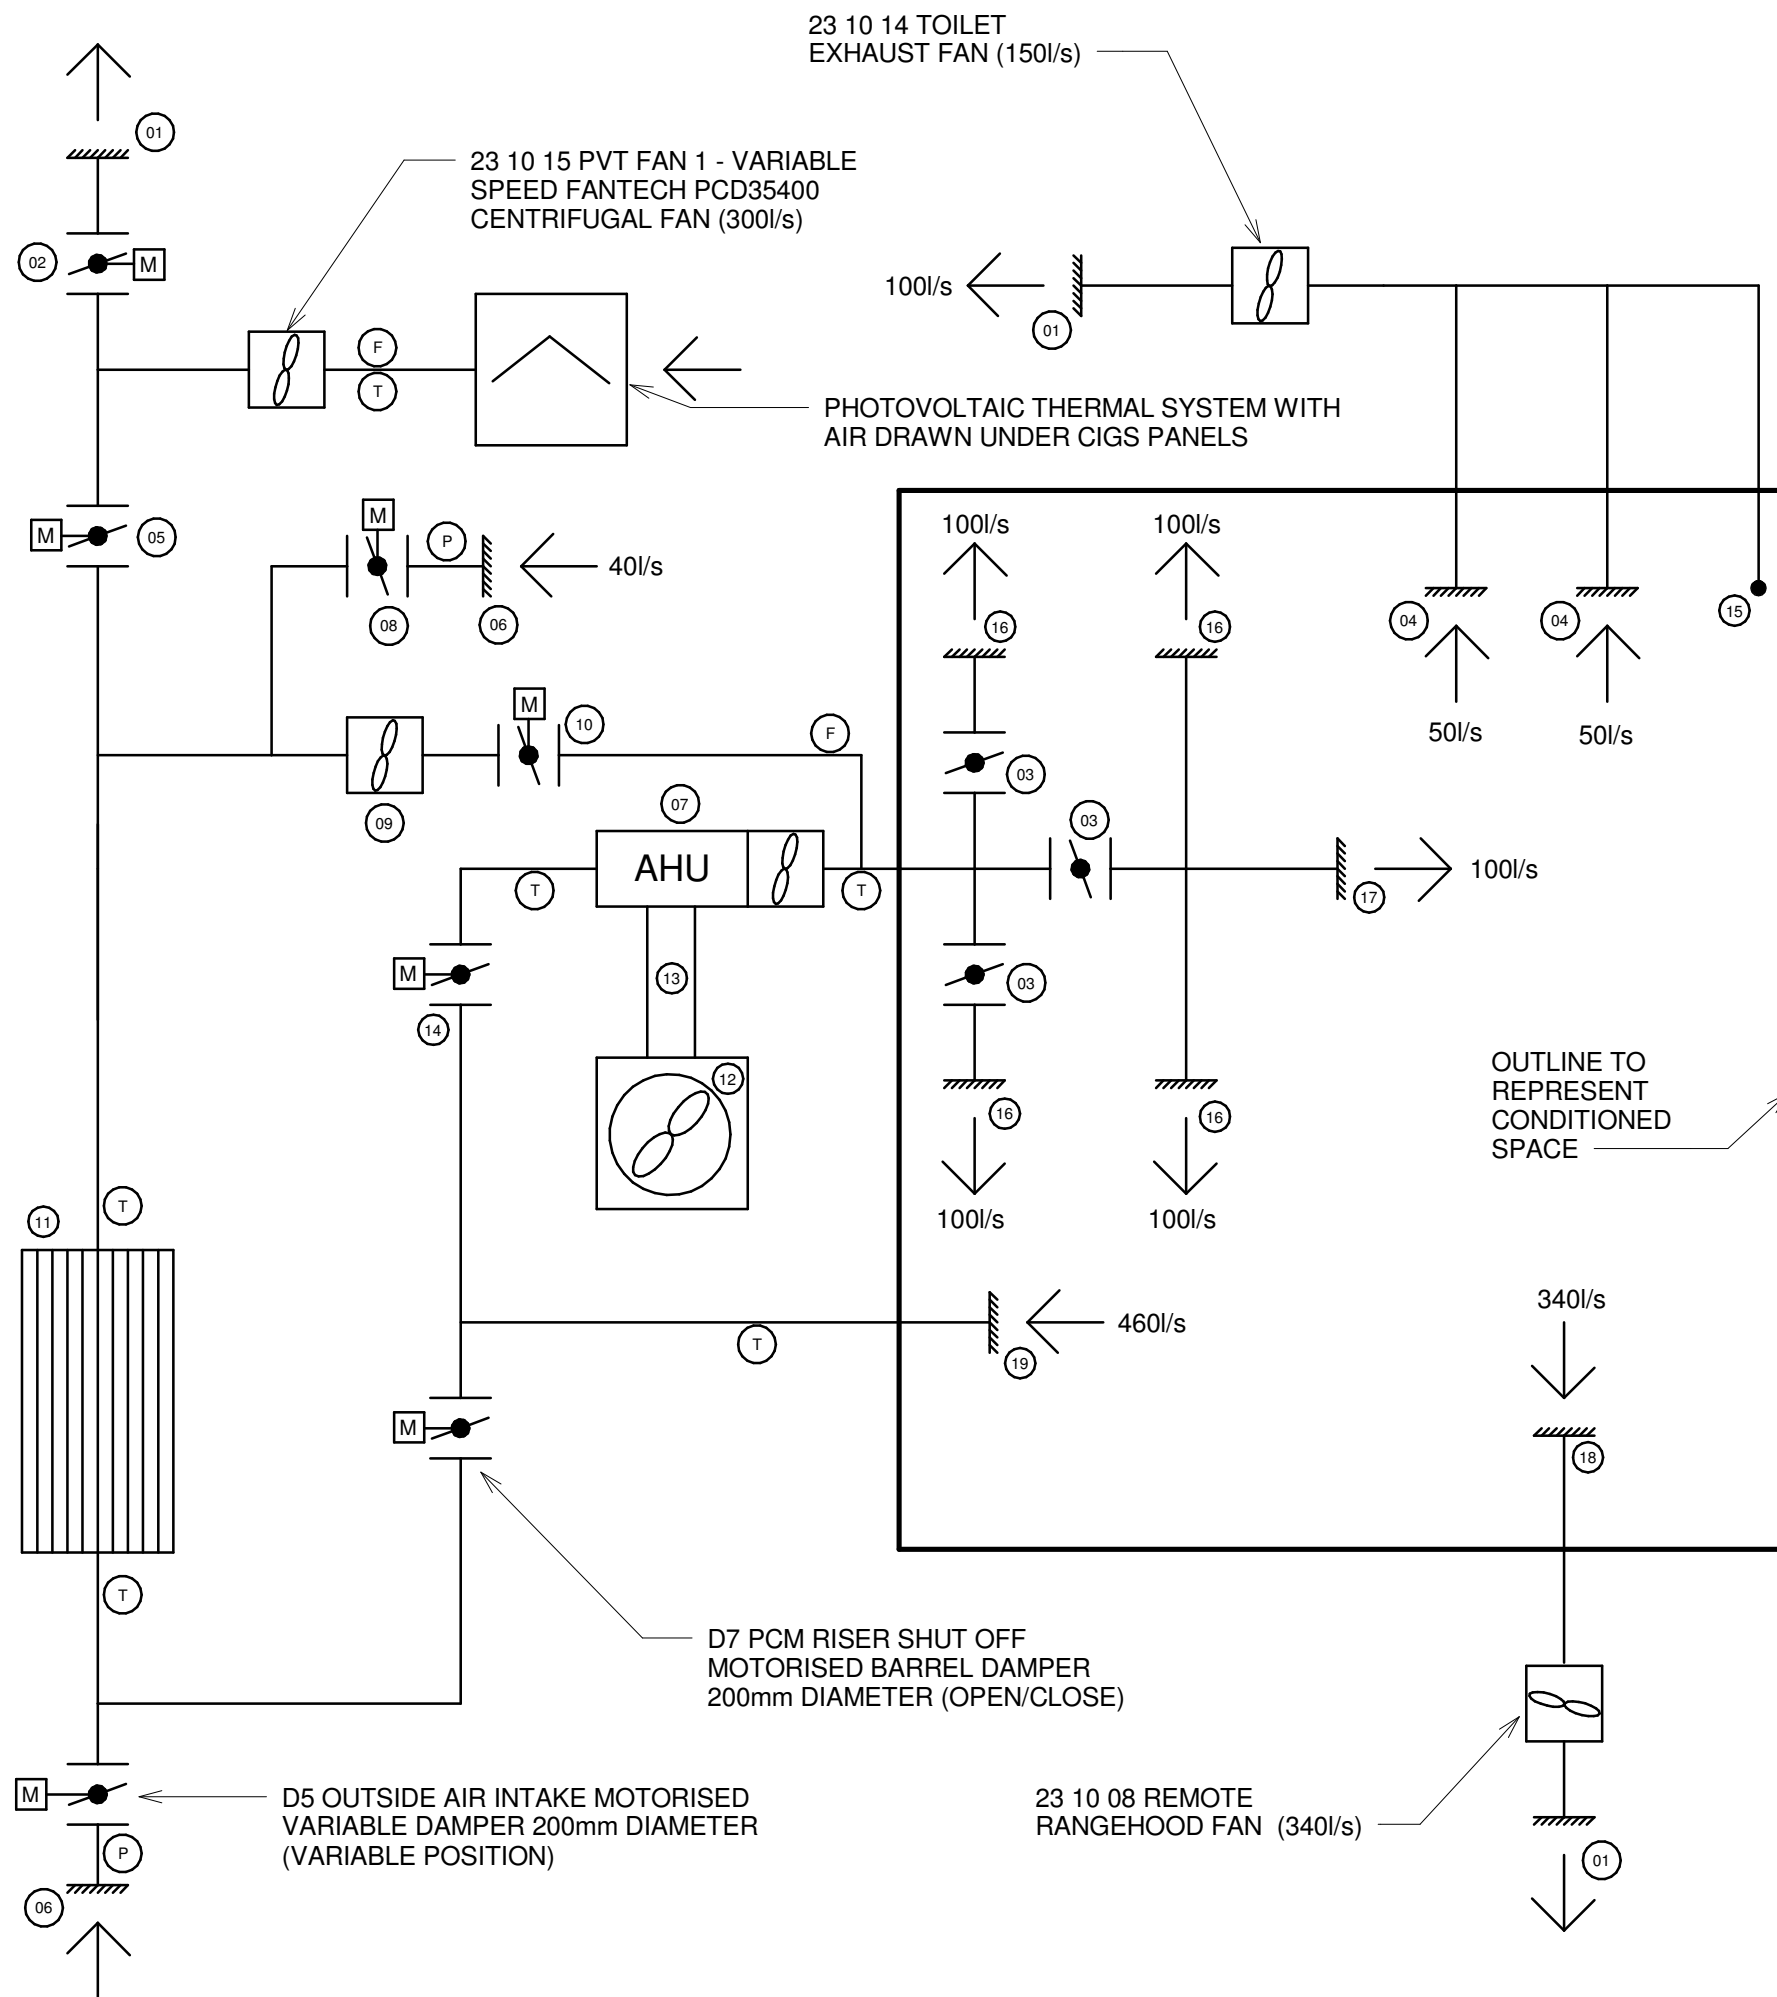 23 10 14 TOILET
EXHAUST FAN (150l/s)
01
23 10 15 PVT FAN 1 - VARIABLE
SPEED FANTECH PCD35400
CENTRIFUGAL FAN (300l/s)
02
M
100l/s
01
F
T
PHOTOVOLTAIC THERMAL SYSTEM WITH
AIR DRAWN UNDER CIGS PANELS
M
05
M
P
40l/s
08
06
100l/s
100l/s
16
16
04
04
15
50l/s
50l/s
M
10
F
09
07
03
03
AHU
T
T
17
100l/s
M
14
13
03
12
16
16
100l/s
100l/s
OUTLINE TO
REPRESENT
CONDITIONED
SPACE
11
T
340l/s
460l/s
T
19
M
18
T
D7 PCM RISER SHUT OFF
MOTORISED BARREL DAMPER
200mm DIAMETER (OPEN/CLOSE)
M
D5 OUTSIDE AIR INTAKE MOTORISED
VARIABLE DAMPER 200mm DIAMETER
(VARIABLE POSITION)
P
06
23 10 08 REMOTE
RANGEHOOD FAN (340l/s)
01